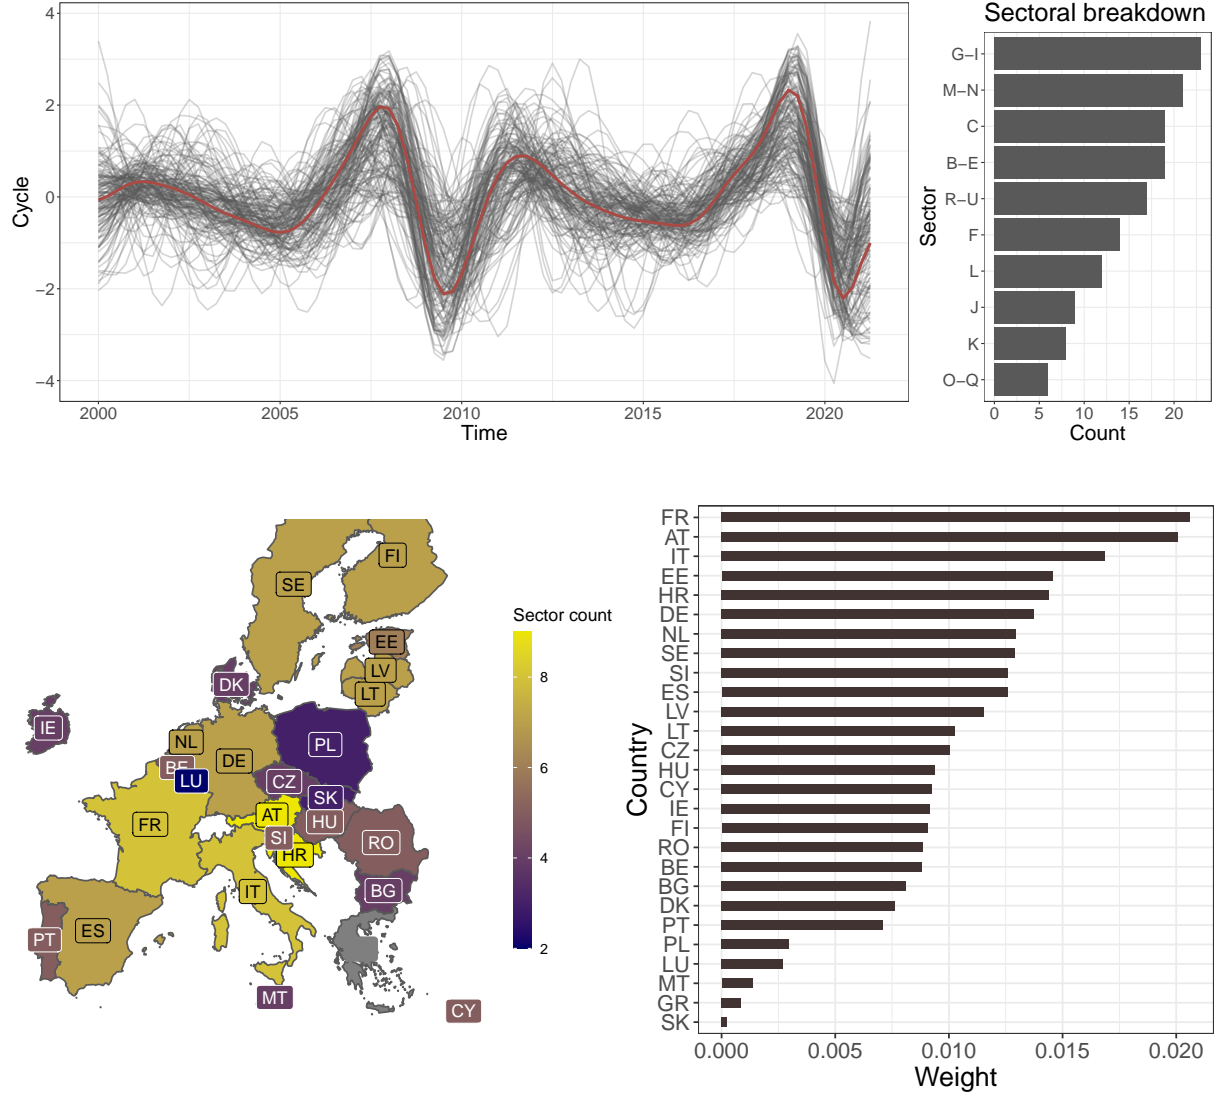 Sectoral breakdown
4
2
0
−2
−4
Cycle
2000
2005
2010
2015
2020
Time
G−I
M−N
C
B−E
R−U
F
L
J
K
O−Q
Sector
0
5
10
15
20
Count
FI
SE
EE
LV
LT
DK
IE
NL
PL
DE
BE
LU
CZ
SK
AT
HU
FR
SI
RO
HR
IT
BG
ES
PT
MT
CY
Sector count
8
6
4
2
FR
AT
IT
EE
HR
DE
NL
SE
SI
ES
LV
LT
CZ
HU
CY
IE
FI
RO
BE
BG
DK
PT
PL
LU
MT
GR
SK
Country
0.000
0.005
0.010
0.015
0.020
Weight